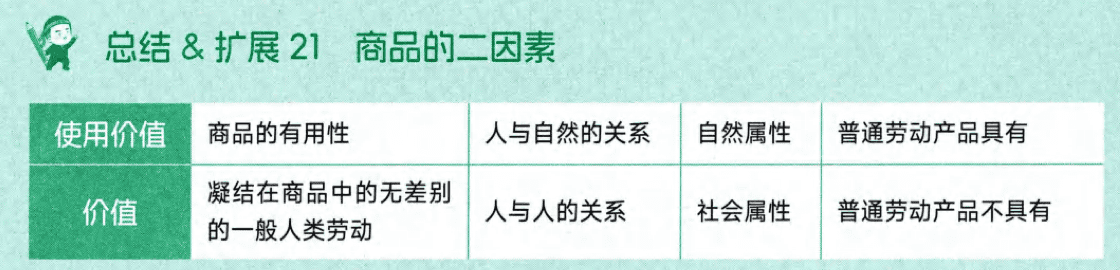 总结 & 扩展 21 商品的二因素
使用价值 商品的有用性 人与自然的关系 自然属性 普通劳动产品具有
价值 凝结在商品中的无差别的一般人类劳动 人与人的关系 社会属性 普通劳动产品不具有